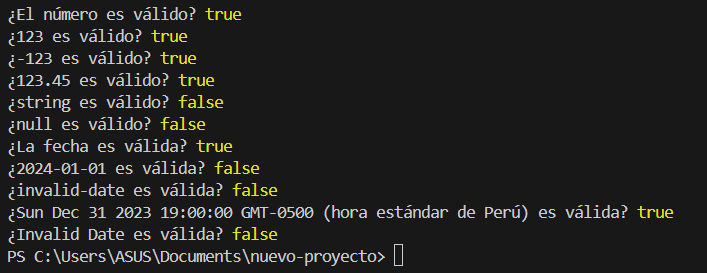 ¿El número es válido? true
¿123 es válido? true
¿-123 es válido? true
¿123.45 es válido? true
¿string es válido? false
¿null es válido? false
¿La fecha es válida? true
¿2024-01-01 es válida? false
¿invalid-date es válida? false
¿Sun Dec 31 2023 19:00:00 GMT-0500 (hora estándar de Perú) es válida? true
¿Invalid Date es válida? false
PS C:\Users\ASUS\Documents\nuevo-proyecto>